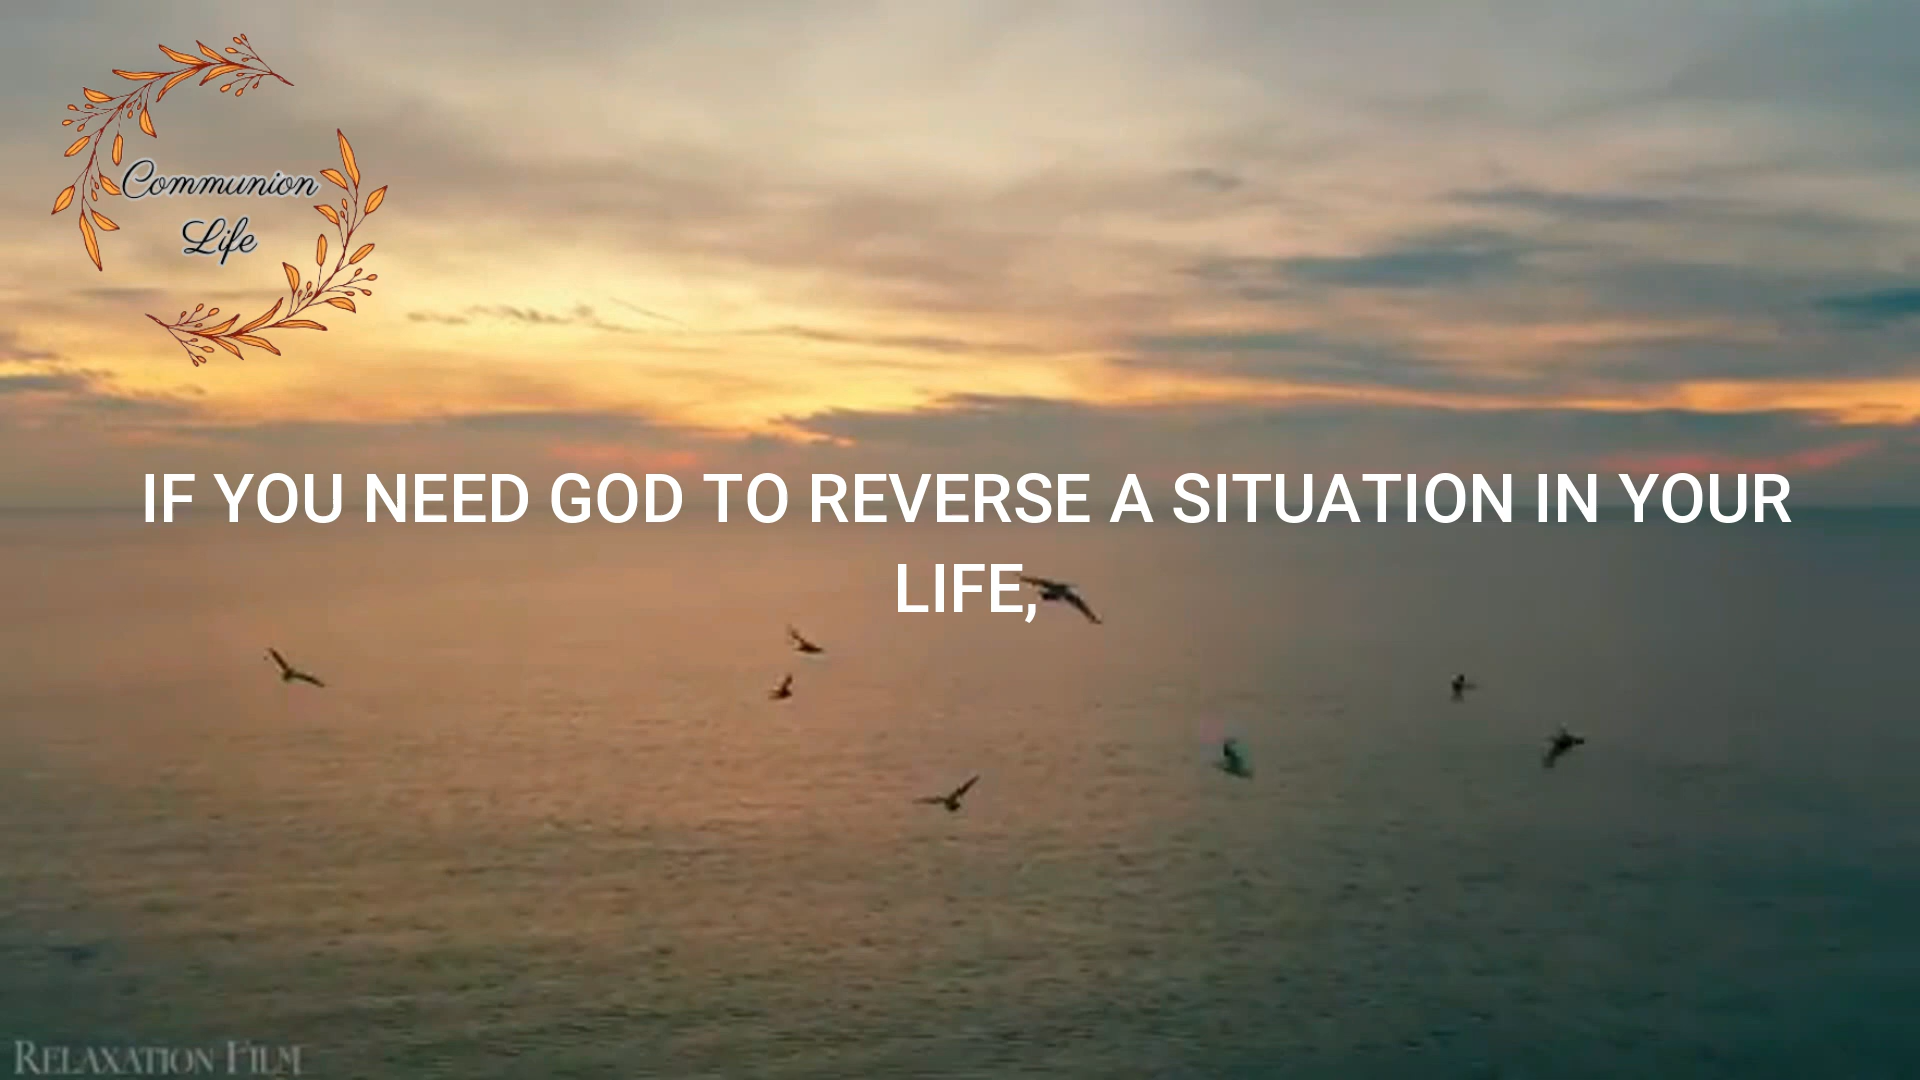 Communion
Life
IF YOU NEED GOD TO REVERSE A SITUATION IN YOUR
LIFE,
RELAXATION FILM